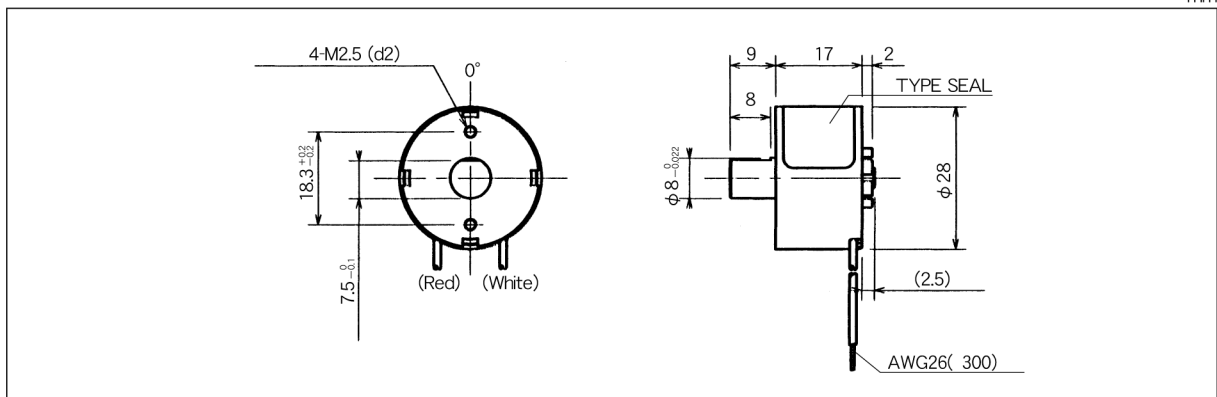 4-M2.5 (d2)
0°
18.3 +0.2 -0.2
7.5 0 -0.1
(Red)
(White)
9
17
2
8
TYPE SEAL
φ8 0 -0.022
φ28
(2.5)
AWG26( 300)